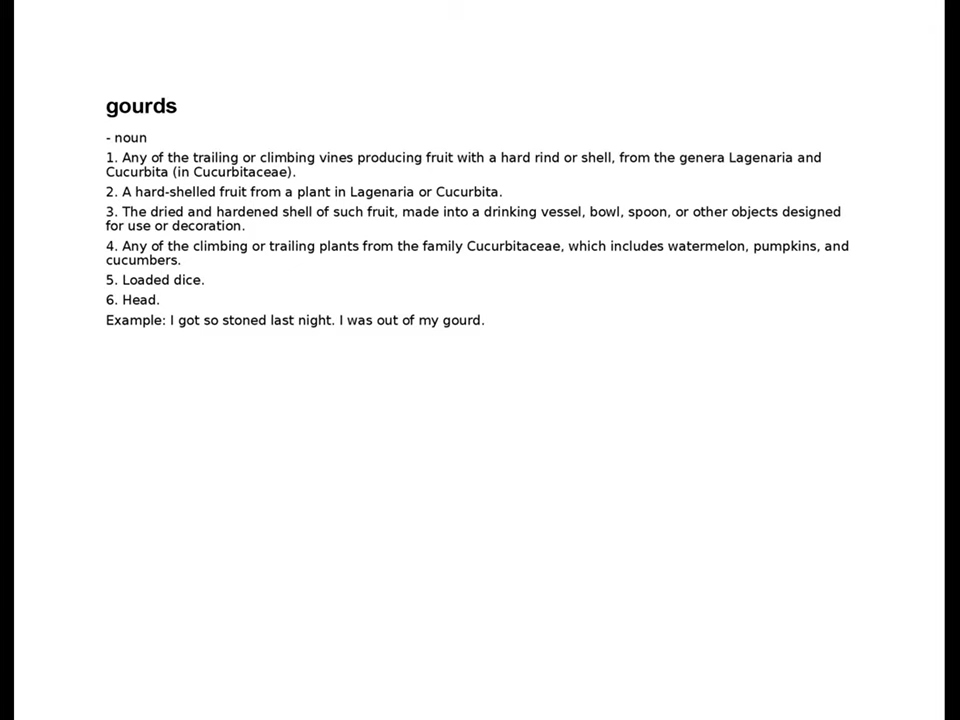 gourds
- noun
1. Any of the trailing or climbing vines producing fruit with a hard rind or shell, from the genera Lagenaria and
Cucurbita (in Cucurbitaceae).
2. A hard-shelled fruit from a plant in Lagenaria or Cucurbita.
3. The dried and hardened shell of such fruit, made into a drinking vessel, bowl, spoon, or other objects designed
for use or decoration.
4. Any of the climbing or trailing plants from the family Cucurbitaceae, which includes watermelon, pumpkins, and
cucumbers.
5. Loaded dice.
6. Head.
Example: I got so stoned last night. I was out of my gourd.